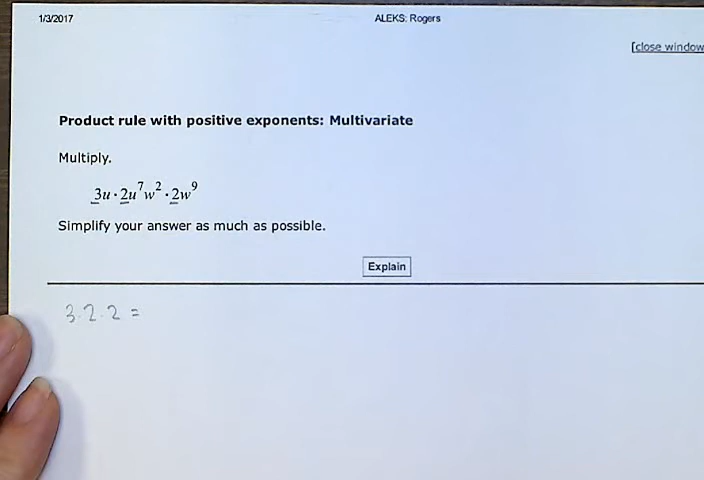 1/3/2017 ALEKS: Rogers
[close window
Product rule with positive exponents: Multivariate
Multiply.
3u · 2u⁷w² · 2w⁹
Simplify your answer as much as possible.
Explain
3·2·2 =